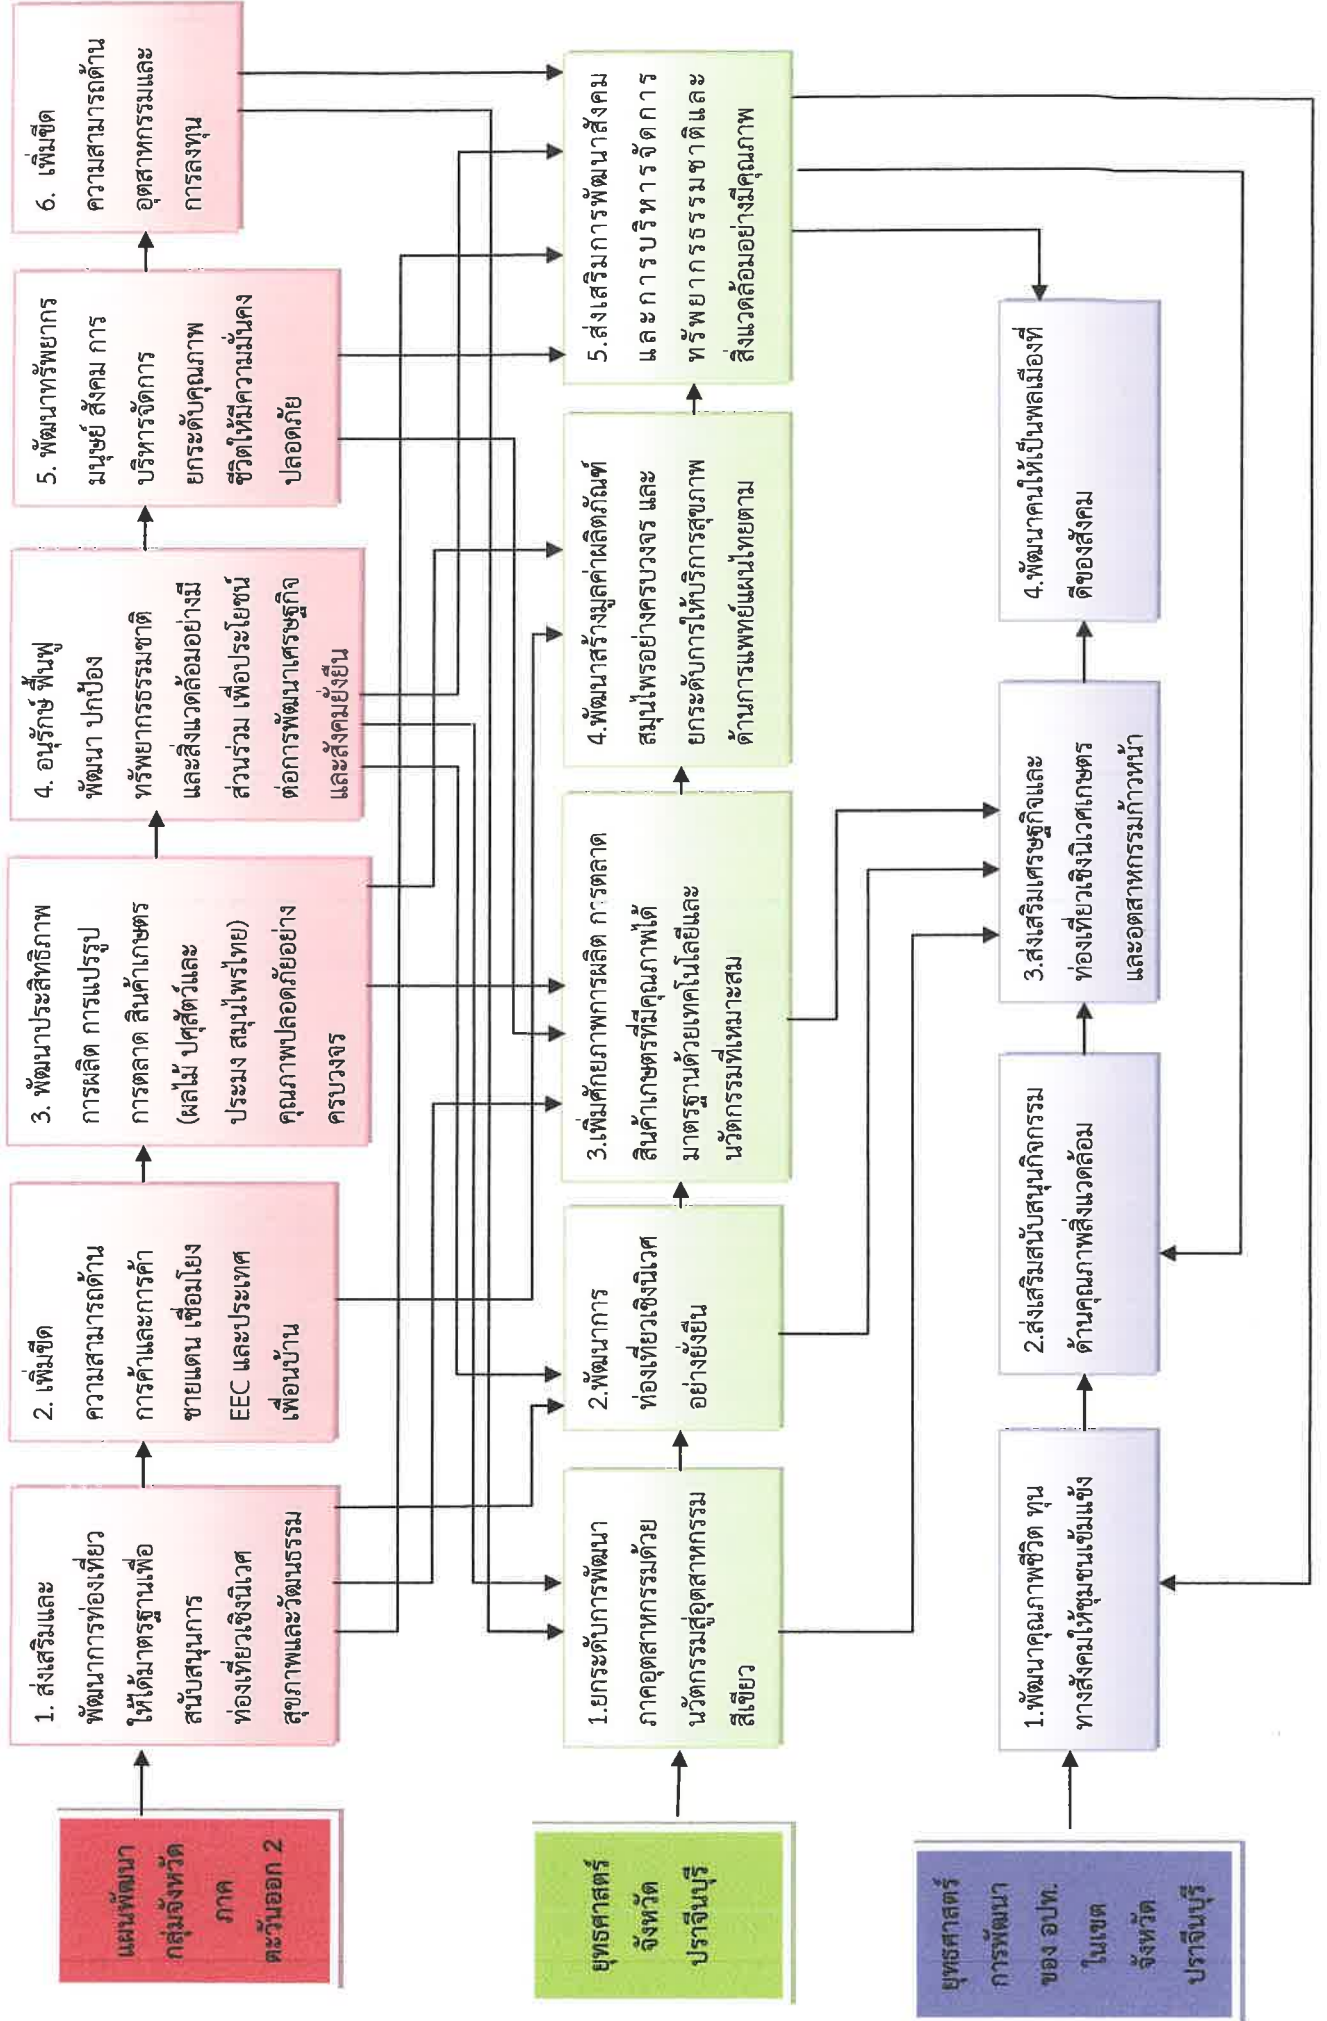 แผนพัฒนา
กลุ่มจังหวัด
ภาค
ตะวันออก 2
1. ส่งเสริมและ
พัฒนาการท่องเที่ยว
ให้ได้มาตรฐานเพื่อ
สนับสนุนการ
ท่องเที่ยวเชิงนิเวศ
สุขภาพและวัฒนธรรม
2. เพิ่มขีด
ความสามารถด้าน
การค้าและการค้า
ชายแดน เชื่อมโยง
EEC และประเทศ
เพื่อนบ้าน
3. พัฒนาประสิทธิภาพ
การผลิต การแปรรูป
การตลาด สินค้าเกษตร
(ผลไม้ ปศุสัตว์และ
ประมง สมุนไพรไทย)
คุณภาพปลอดภัยอย่าง
ครบวงจร
4. อนุรักษ์ ฟื้นฟู
พัฒนา ปกป้อง
ทรัพยากรธรรมชาติ
และสิ่งแวดล้อมอย่างมี
ส่วนร่วม เพื่อประโยชน์
ต่อการพัฒนาเศรษฐกิจ
และสังคมยั่งยืน
5. พัฒนาทรัพยากร
มนุษย์ สังคม การ
บริหารจัดการ
ยกระดับคุณภาพ
ชีวิตให้มีความมั่นคง
ปลอดภัย
6. เพิ่มขีด
ความสามารถด้าน
อุตสาหกรรมและ
การลงทุน
ยุทธศาสตร์
จังหวัด
ปราจีนบุรี
1.ยกระดับการพัฒนา
ภาคอุตสาหกรรมด้วย
นวัตกรรมสู่อุตสาหกรรม
สีเขียว
2.พัฒนาการ
ท่องเที่ยวเชิงนิเวศ
อย่างยั่งยืน
3.เพิ่มศักยภาพการผลิต การตลาด
สินค้าเกษตรที่มีคุณภาพได้
มาตรฐานด้วยเทคโนโลยีและ
นวัตกรรมที่เหมาะสม
4.พัฒนาสร้างมูลค่าผลิตภัณฑ์
สมุนไพรอย่างครบวงจร และ
ยกระดับการให้บริการสุขภาพ
ด้านการแพทย์แผนไทยตาม
5.ส่งเสริมการพัฒนาสังคม
และการบริหารจัดการ
ทรัพยากรธรรมชาติและ
สิ่งแวดล้อมอย่างมีคุณภาพ
ยุทธศาสตร์
การพัฒนา
ของ อปท.
ในเขต
จังหวัด
ปราจีนบุรี
1.พัฒนาคุณภาพชีวิต ทุน
ทางสังคมให้ชุมชนเข้มแข็ง
2.ส่งเสริมสนับสนุนกิจกรรม
ด้านคุณภาพสิ่งแวดล้อม
3.ส่งเสริมเศรษฐกิจและ
ท่องเที่ยวเชิงนิเวศเกษตร
และอุตสาหกรรมก้าวหน้า
4.พัฒนาคนให้เป็นพลเมืองที่
ดีของสังคม